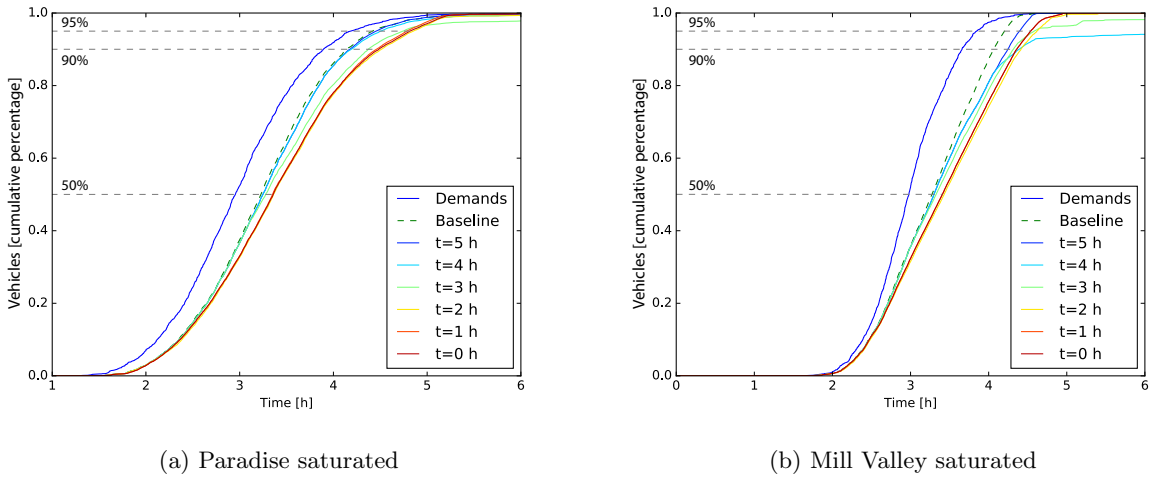 1.0
95%
90%
0.8
0.6
50%
0.4
0.2
0.0
Vehicles [cumulative percentage]
Demands
Baseline
t=5 h
t=4 h
t=3 h
t=2 h
t=1 h
t=0 h
1 2 3 4 5 6
Time [h]
(a) Paradise saturated
1.0
95%
90%
0.8
0.6
50%
0.4
0.2
0.0
Vehicles [cumulative percentage]
Demands
Baseline
t=5 h
t=4 h
t=3 h
t=2 h
t=1 h
t=0 h
0 1 2 3 4 5 6
Time [h]
(b) Mill Valley saturated